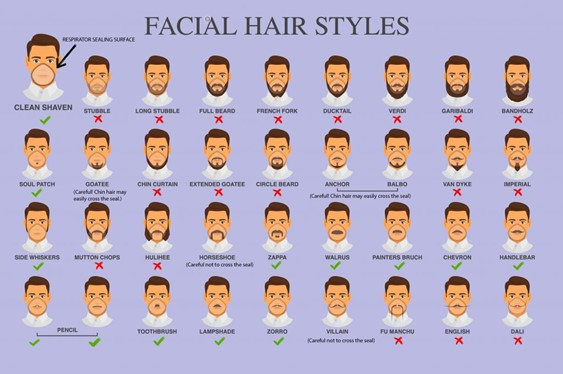 FACIAL HAIR STYLES
RESPIRATOR SEALING SURFACE
CLEAN SHAVEN
STUBBLE
LONG STUBBLE
FULL BEARD
FRENCH FORK
DUCKTAIL
VERDI
GARIBALDI
BANDHOLZ
SOUL PATCH
GOATEE
(Careful! Chin hair may
easily cross the seal.)
CHIN CURTAIN
EXTENDED GOATEE
CIRCLE BEARD
ANCHOR
BALBO
(Careful! Chin hair may easily cross the seal)
VAN DYKE
IMPERIAL
SIDE WHISKERS
MUTTON CHOPS
HULIHEE
HORSESHOE
(Careful not to cross the seal)
ZAPPA
WALRUS
PAINTERS BRUCH
CHEVRON
HANDLEBAR
PENCIL
TOOTHBRUSH
LAMPSHADE
ZORRO
VILLAIN
(Careful not to cross the seal)
FU MANCHU
ENGLISH
DALI